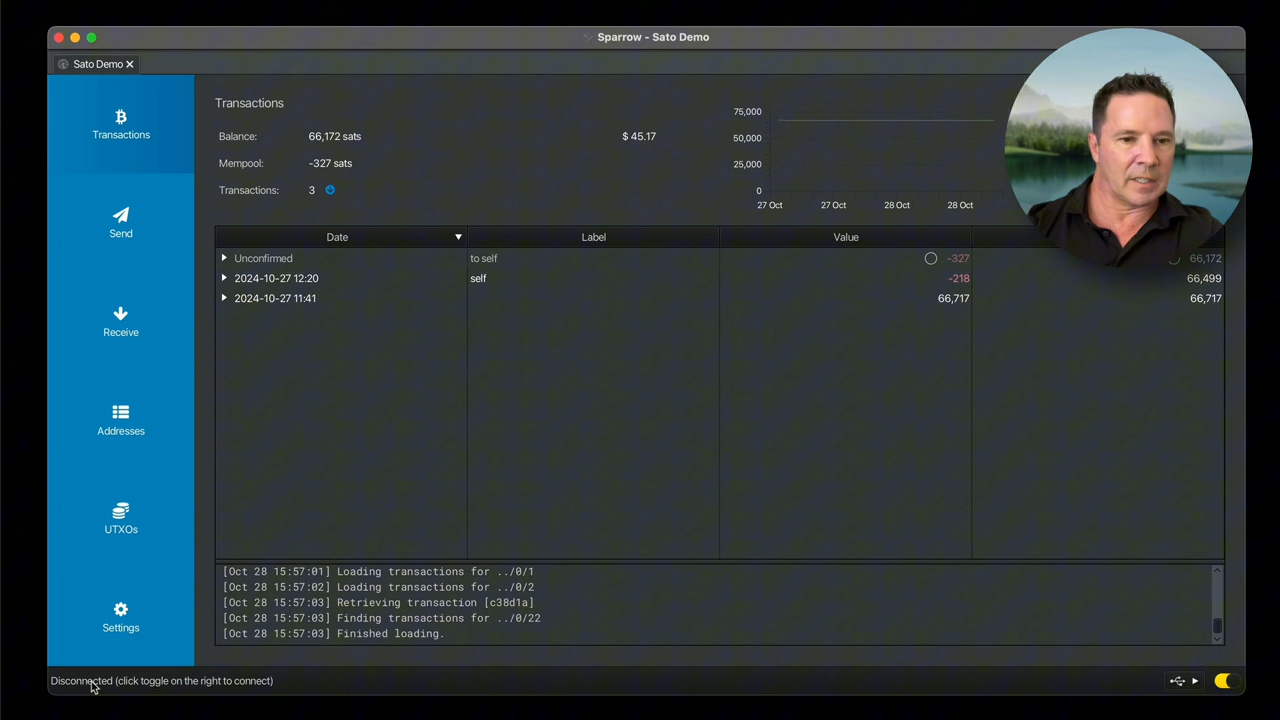 Sparrow - Sato Demo
Sato Demo
Transactions
Send
Receive
Addresses
UTXOs
Settings
Transactions
Balance: 66,172 sats $ 45.17
Mempool: -327 sats
Transactions: 3
75,000
50,000
25,000
0
27 Oct 27 Oct 28 Oct 28 Oct
Date Label Value
Unconfirmed to self -327 66,172
2024-10-27 12:20 self -218 66,499
2024-10-27 11:41 66,717 66,717
[Oct 28 15:57:01] Loading transactions for ../0/1
[Oct 28 15:57:02] Loading transactions for ../0/2
[Oct 28 15:57:03] Retrieving transaction [c38d1a]
[Oct 28 15:57:03] Finding transactions for ../0/22
[Oct 28 15:57:03] Finished loading.
Disconnected (click toggle on the right to connect)